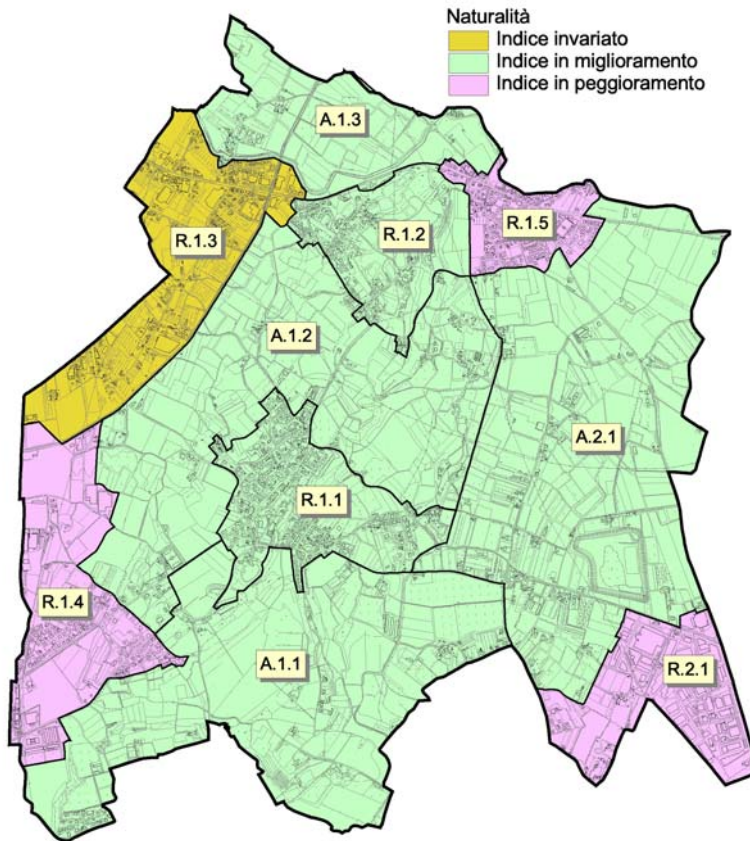 Naturalità
Indice invariato
Indice in miglioramento
Indice in peggioramento
A.1.3
R.1.5
R.1.2
R.1.3
A.1.2
A.2.1
R.1.1
R.1.4
A.1.1
R.2.1